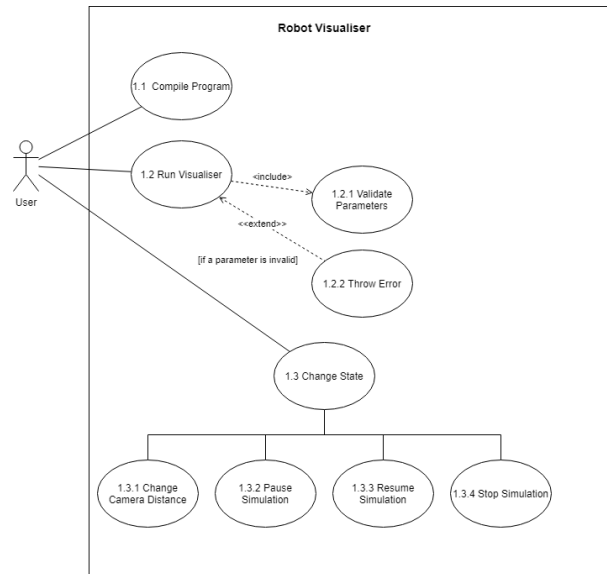 Robot Visualiser
1.1 Compile Program
User
1.2 Run Visualiser
<include>
1.2.1 Validate
Parameters
<<extend>>
[if a parameter is invalid]
1.2.2 Throw Error
1.3 Change State
1.3.1 Change
Camera Distance
1.3.2 Pause
Simulation
1.3.3 Resume
Simulation
1.3.4 Stop Simulation